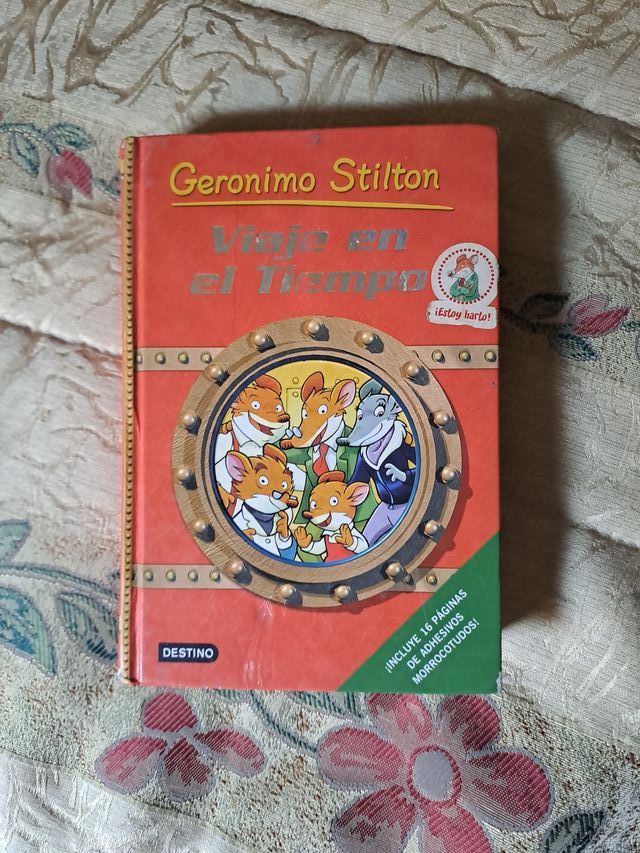 Geronimo Stilton
Viaje en
el Tiempo
¡Estoy harto!
¡INCLUYE 16 PÁGINAS
DE ADHESIVOS
MORROCOTUDOS!
DESTINO